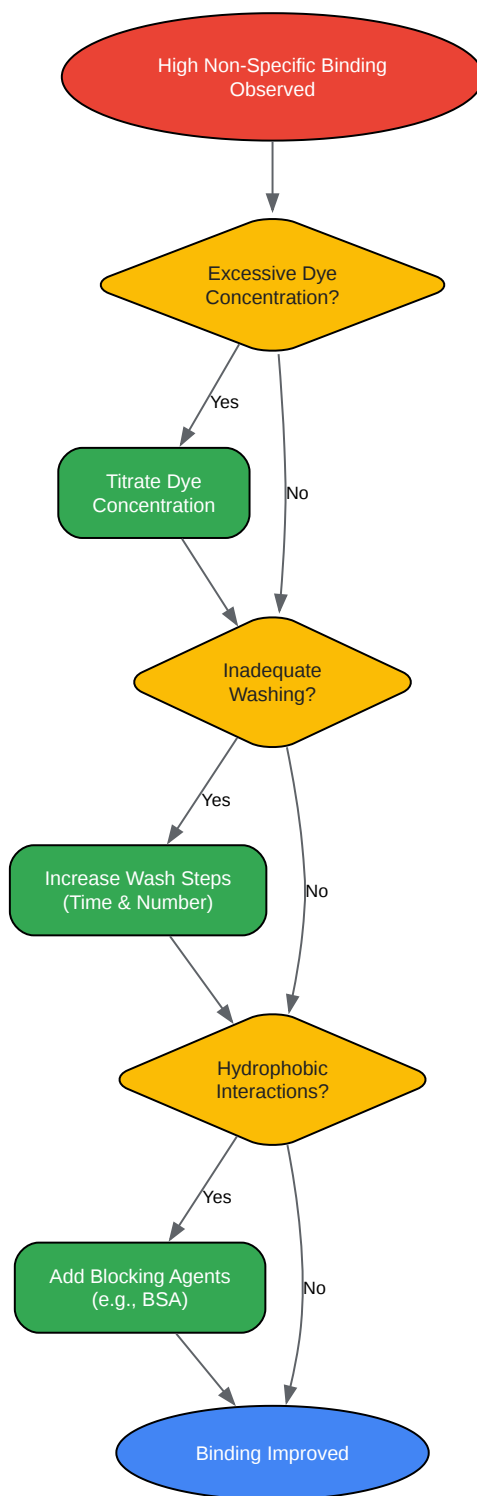 High Non-Specific Binding
Observed
Excessive Dye
Concentration?
Yes
Titrate Dye
Concentration
No
Inadequate
Washing?
Yes
Increase Wash Steps
(Time & Number)
No
Hydrophobic
Interactions?
Yes
Add Blocking Agents
(e.g., BSA)
No
Binding Improved